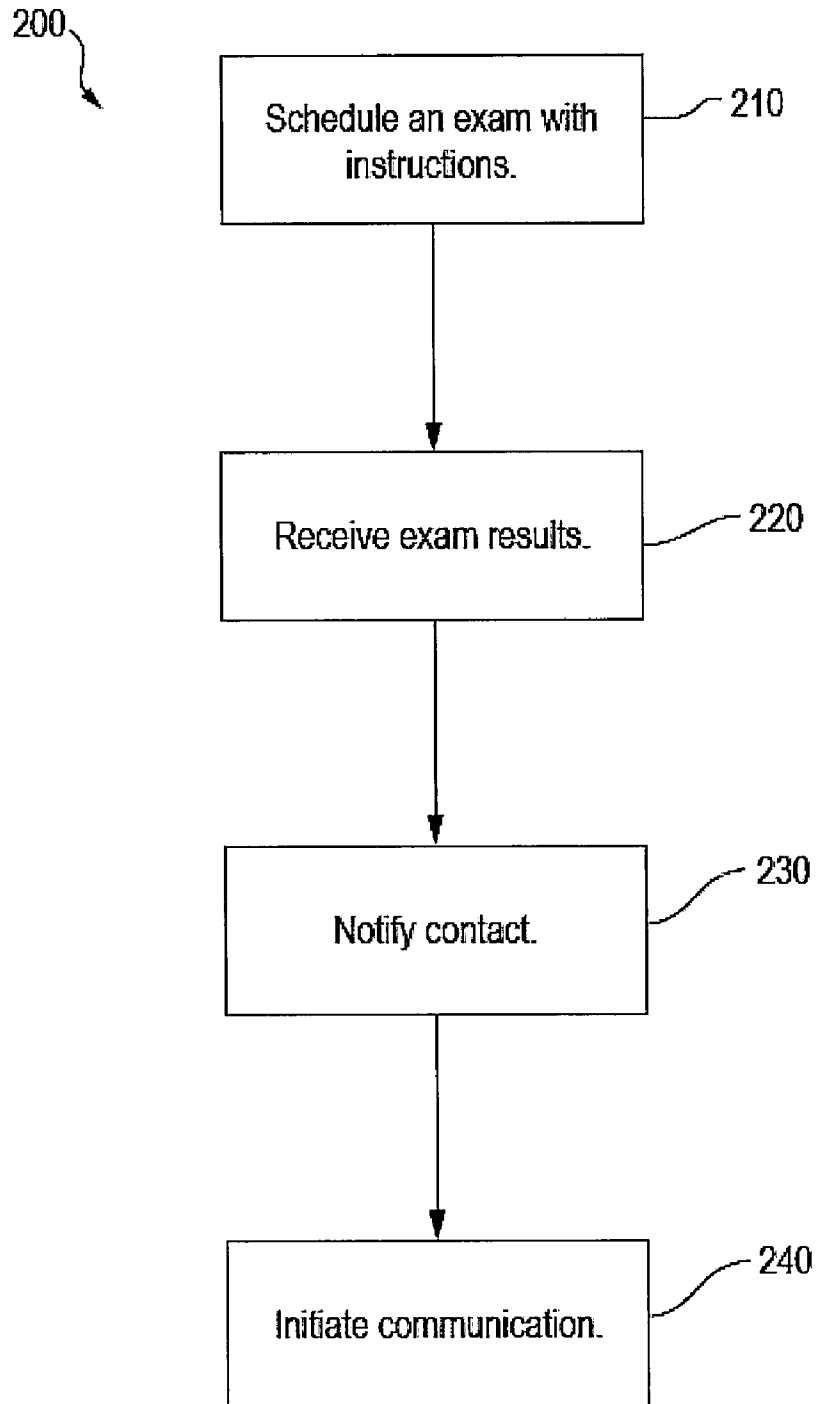 200
Schedule an exam with
instructions.
210
Receive exam results.
220
Notify contact.
230
Initiate communication.
240